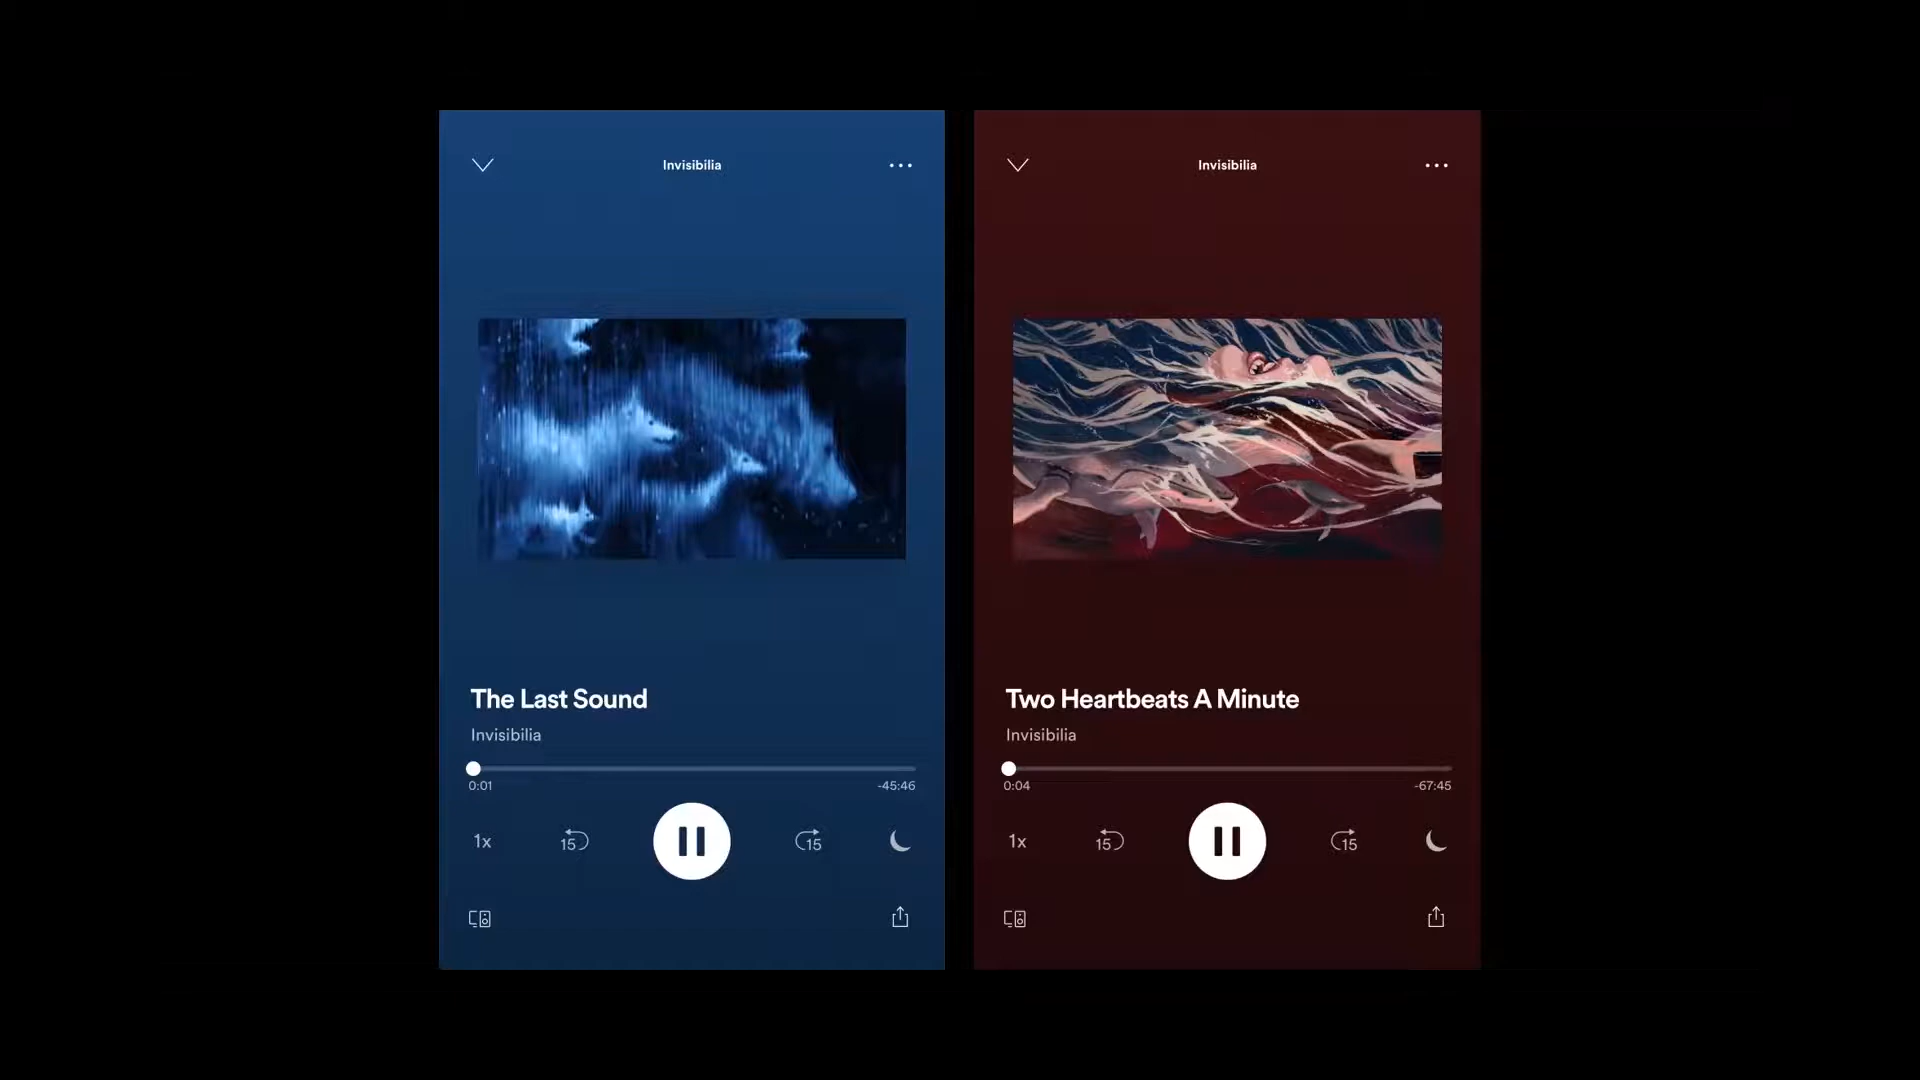 Invisibilia
The Last Sound
Invisibilia
0:01
-45:46
1x
15
15
Invisibilia
Two Heartbeats A Minute
Invisibilia
0:04
-67:45
1x
15
15